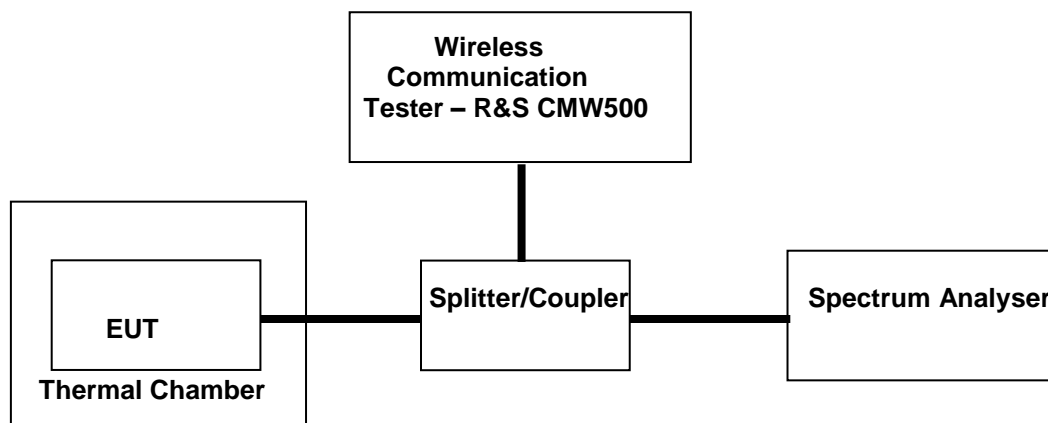 Wireless
Communication
Tester – R&S CMW500
Splitter/Coupler
Spectrum Analyser
EUT
Thermal Chamber